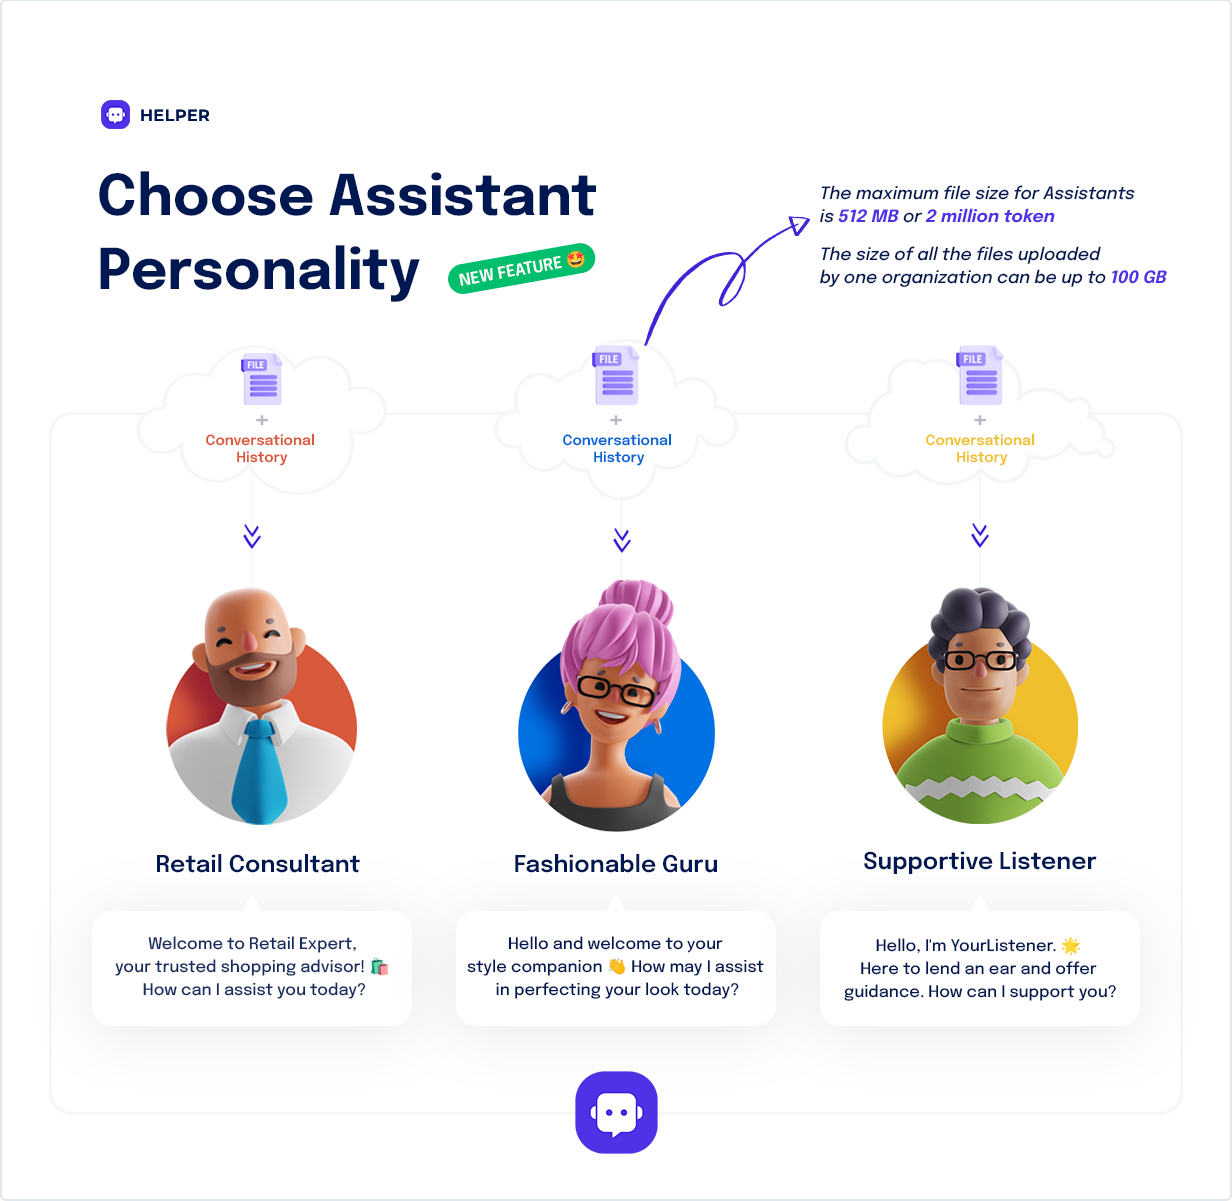 HELPER
Choose Assistant
Personality
NEW FEATURE 🤩
The maximum file size for Assistants
is 512 MB or 2 million token
The size of all the files uploaded
by one organization can be up to 100 GB
FILE
+
Conversational
History
FILE
+
Conversational
History
FILE
+
Conversational
History
Retail Consultant
Fashionable Guru
Supportive Listener
Welcome to Retail Expert,
your trusted shopping advisor! 🛍️
How can I assist you today?
Hello and welcome to your
style companion 👋 How may I assist
in perfecting your look today?
Hello, I'm YourListener. 🌟
Here to lend an ear and offer
guidance. How can I support you?